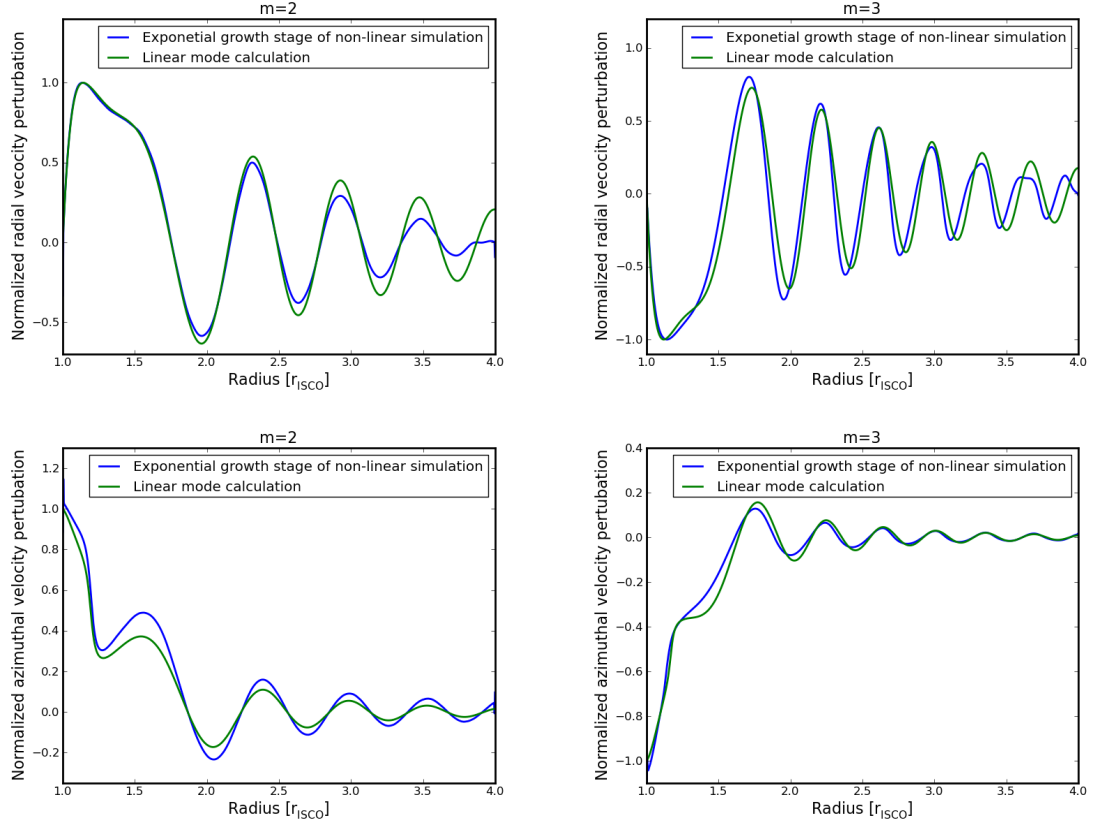 m=2
Exponetial growth stage of non-linear simulation
Linear mode calculation
Normalized radial vecocity perturbation
1.0
0.5
0.0
−0.5
1.0 1.5 2.0 2.5 3.0 3.5 4.0
Radius [r_ISCO]
m=3
Exponetial growth stage of non-linear simulation
Linear mode calculation
Normalized radial vecocity perturbation
1.0
0.5
0.0
−0.5
−1.0
1.0 1.5 2.0 2.5 3.0 3.5 4.0
Radius [r_ISCO]
m=2
Exponential growth stage of non-linear simulation
Linear mode calculation
Normalized azimuthal velocity pertubation
1.2
1.0
0.8
0.6
0.4
0.2
0.0
−0.2
1.0 1.5 2.0 2.5 3.0 3.5 4.0
Radius [r_ISCO]
m=3
Exponential growth stage of non-linear simulation
Linear mode calculation
Normalized azimuthal velocity perturbation
0.4
0.2
0.0
−0.2
−0.4
−0.6
−0.8
−1.0
1.0 1.5 2.0 2.5 3.0 3.5 4.0
Radius [r_ISCO]